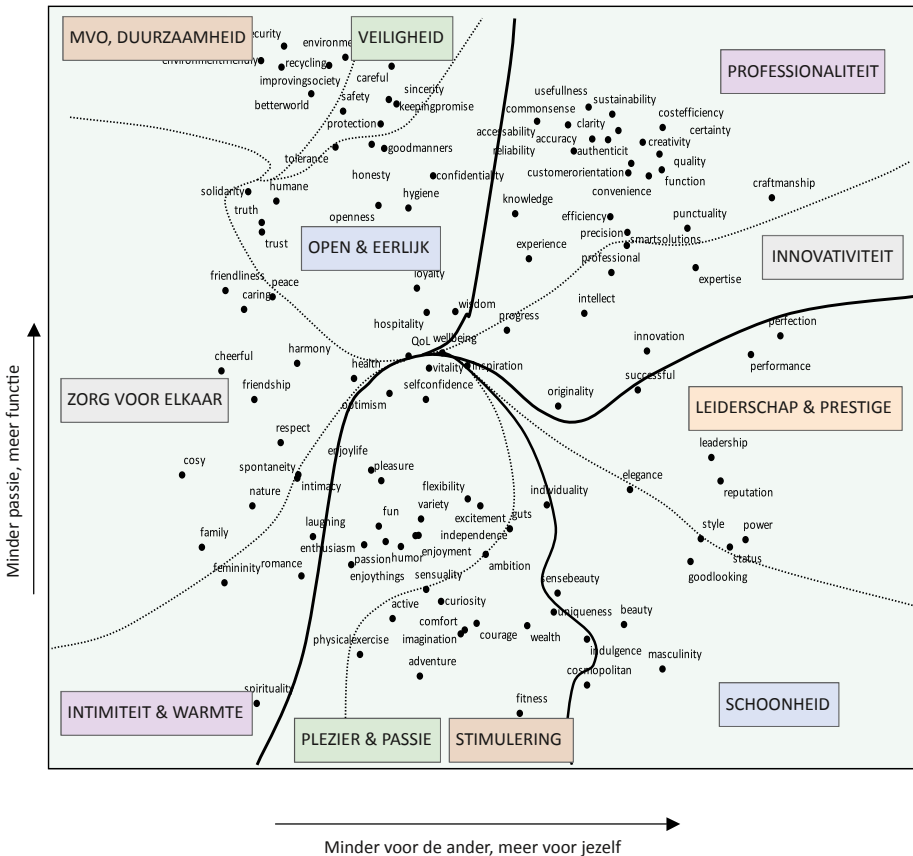 MVO, DUURZAAMHEID
VEILIGHEID
PROFESSIONALITEIT
ecurity
environme
environmentfriendly
recycling
careful
improvingsociety
sincerity
betterworld
safety
keepingpromise
protection
tolerance
goodmanners
honesty
confidentiality
usefullness
sustainability
commonsense
costefficiency
clarity
certainty
accessability
accuracy
creativity
reliability
authenticit
quality
customerorientation
function
convenience
craftmanship
solidarity
humane
hygiene
truth
openness
trust
OPEN & EERLIJK
knowledge
efficiency
punctuality
precision
smartsolutions
experience
professional
INNOVATIVITEIT
expertise
friendliness
peace
caring
loyalty
wisdom
intellect
hospitality
progress
QoL
wellbeing
innovation
perfection
harmony
health
vitality
inspiration
performance
cheerful
selfconfidence
successful
friendship
optimism
originality
ZORG VOOR ELKAAR
LEIDERSCHAP & PRESTIGE
respect
enjoylife
leadership
cosy
spontaneity
pleasure
intimacy
flexibility
individuality
elegance
reputation
nature
variety
fun
excitement
guts
laughing
independence
style
power
family
enthusiasm
passion
humor
enjoyment
status
romance
enjoythings
ambition
goodlooking
femininity
sensuality
sensebeauty
active
curiosity
uniqueness
beauty
comfort
physicalexercise
imagination
courage
wealth
indulgence
masculinity
adventure
cosmopolitan
spirituality
fitness
INTIMITEIT & WARMTE
PLEZIER & PASSIE
STIMULERING
SCHOONHEID
Minder passie, meer functie
Minder voor de ander, meer voor jezelf